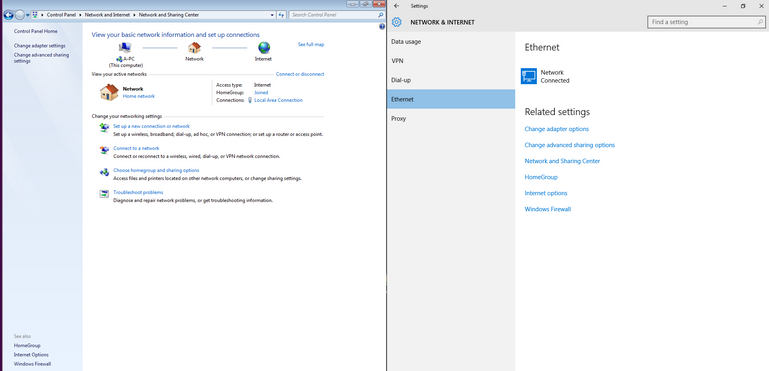 Control Panel ▸ Network and Internet ▸ Network and Sharing Center
Search Control Panel
Control Panel Home
Change adapter settings
Change advanced sharing
settings
See also
HomeGroup
Internet Options
Windows Firewall
View your basic network information and set up connections
See full map
A-PC
(This computer)
Network
Internet
View your active networks
Connect or disconnect
Network
Home network
Access type: Internet
HomeGroup: Joined
Connections: Local Area Connection
Change your networking settings
Set up a new connection or network
Set up a wireless, broadband, dial-up, ad hoc, or VPN connection; or set up a router or access point.
Connect to a network
Connect or reconnect to a wireless, wired, dial-up, or VPN network connection.
Choose homegroup and sharing options
Access files and printers located on other network computers, or change sharing settings.
Troubleshoot problems
Diagnose and repair network problems, or get troubleshooting information.
Settings
NETWORK & INTERNET
Find a setting
Data usage
VPN
Dial-up
Ethernet
Proxy
Ethernet
Network
Connected
Related settings
Change adapter options
Change advanced sharing options
Network and Sharing Center
HomeGroup
Internet options
Windows Firewall